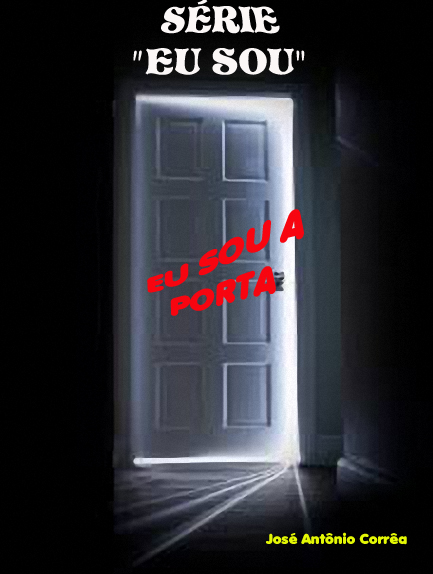 SÉRIE
"EU SOU"
EU SOU A
PORTA
José Antônio Corrêa